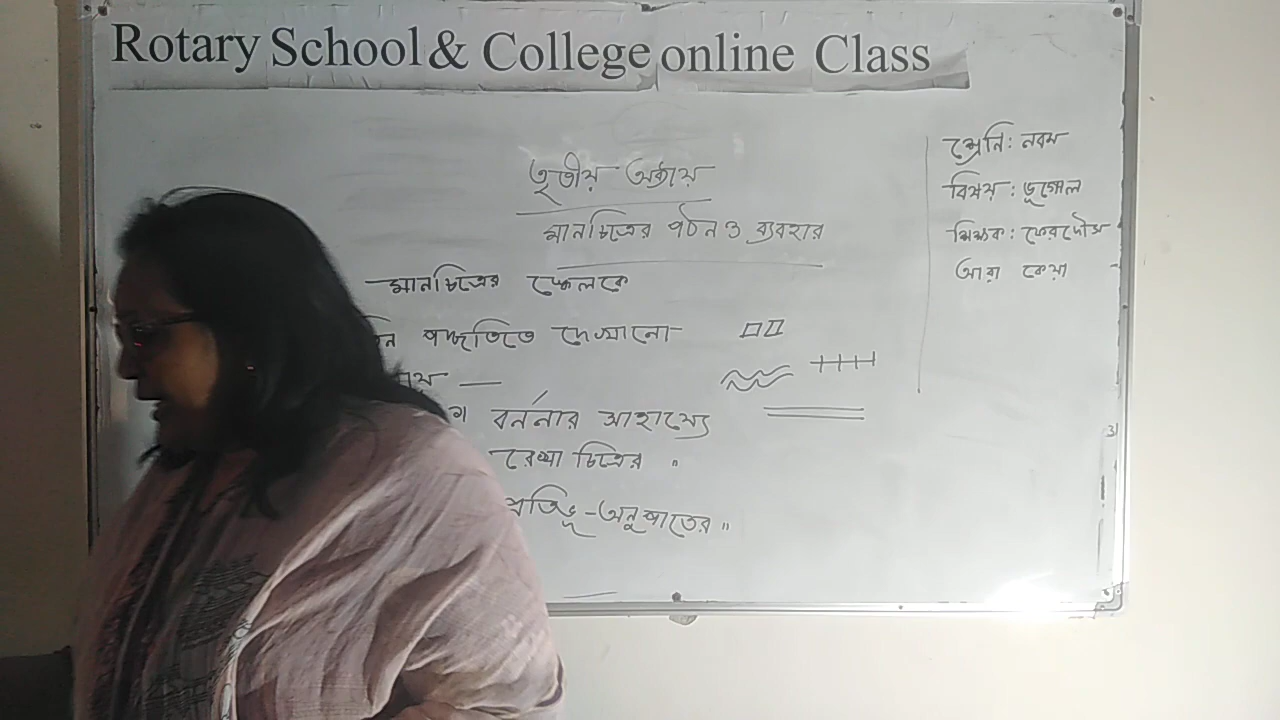 Rotary School & College online Class
তৃতীয় অধ্যায়
মানচিত্রের পঠন ও ব্যবহার
মানচিত্রের স্কেলকে
পদ্ধতিতে দেখানো
বর্ননার সাহায্যে
রেখা চিত্রের "
প্রতিভূ-অনুপাতের "
শ্রেনি: নবম
বিষয়: ভূগোল
শিক্ষক: ফেরদৌস
আরা কেয়া